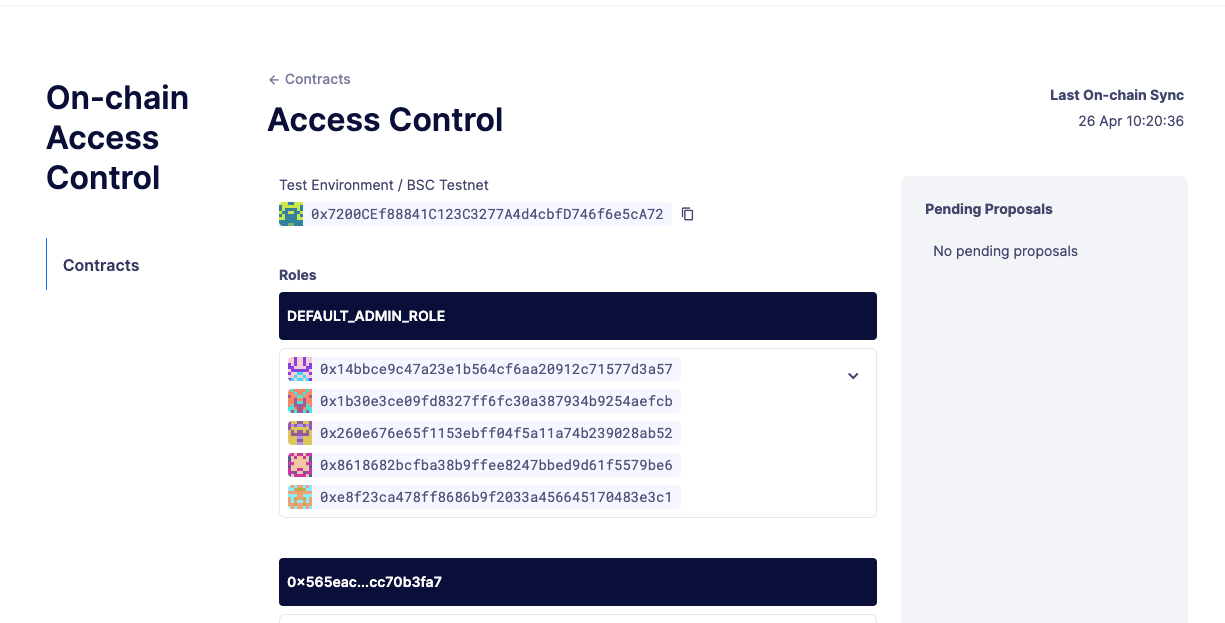 On-chain
Access
Control
Contracts
← Contracts
Access Control
Last On-chain Sync
26 Apr 10:20:36
Test Environment / BSC Testnet
0x7200CEf88841C123C3277A4d4cbfD746f6e5cA72
Roles
DEFAULT_ADMIN_ROLE
0x14bbce9c47a23e1b564cf6aa20912c71577d3a57
0x1b30e3ce09fd8327ff6fc30a387934b9254aefcb
0x260e676e65f1153ebff04f5a11a74b239028ab52
0x8618682bcfba38b9ffee8247bbed9d61f5579be6
0xe8f23ca478ff8686b9f2033a456645170483e3c1
0x565eac...cc70b3fa7
Pending Proposals
No pending proposals